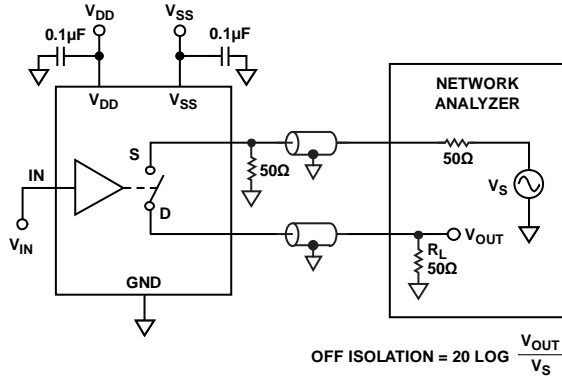 V_DD
V_SS
0.1µF
0.1µF
V_DD
V_SS
NETWORK
ANALYZER
S
IN
50Ω
50Ω
V_S
D
V_IN
V_OUT
R_L
50Ω
GND
OFF ISOLATION = 20 LOG V_OUT / V_S